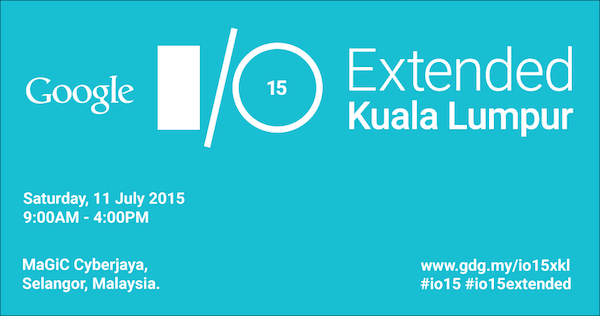 Google I/O 15 Extended
Kuala Lumpur
Saturday, 11 July 2015
9:00AM - 4:00PM
MaGiC Cyberjaya,
Selangor, Malaysia.
www.gdg.my/io15xkl
#io15 #io15extended